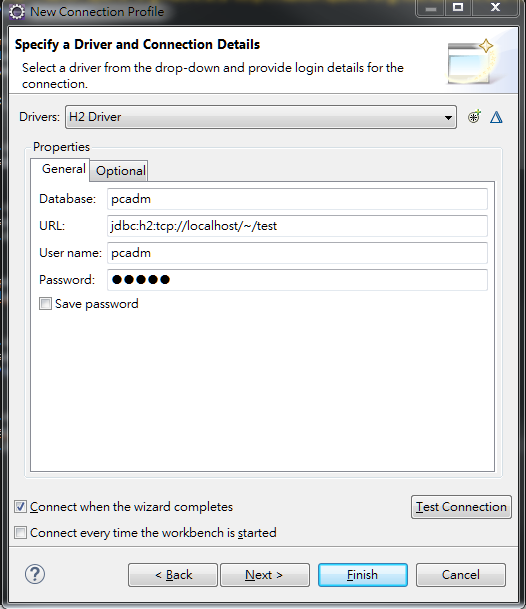 New Connection Profile
Specify a Driver and Connection Details
Select a driver from the drop-down and provide login details for the
connection.
Drivers: H2 Driver
Properties
General Optional
Database: pcadm
URL: jdbc:h2:tcp://localhost/~/test
User name: pcadm
Password: ●●●●●
Save password
Connect when the wizard completes
Test Connection
Connect every time the workbench is started
? < Back Next > Finish Cancel